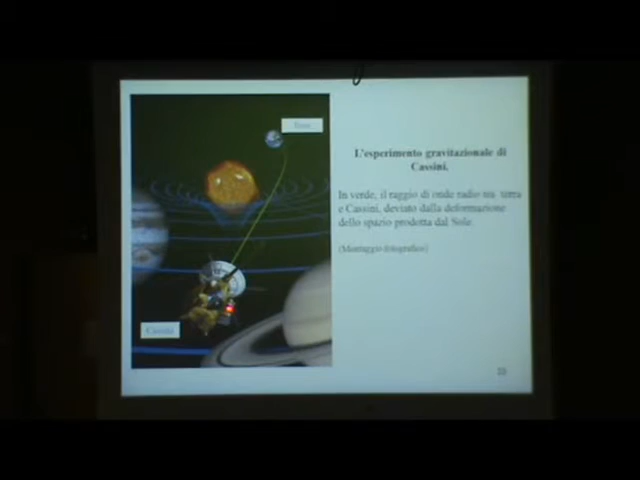 Terra
L'esperimento gravitazionale di
Cassini.
In verde, il raggio di onde radio tra terra
e Cassini, deviato dalla deformazione
dello spazio prodotta dal Sole.
(Montaggio fotografico)
Cassini